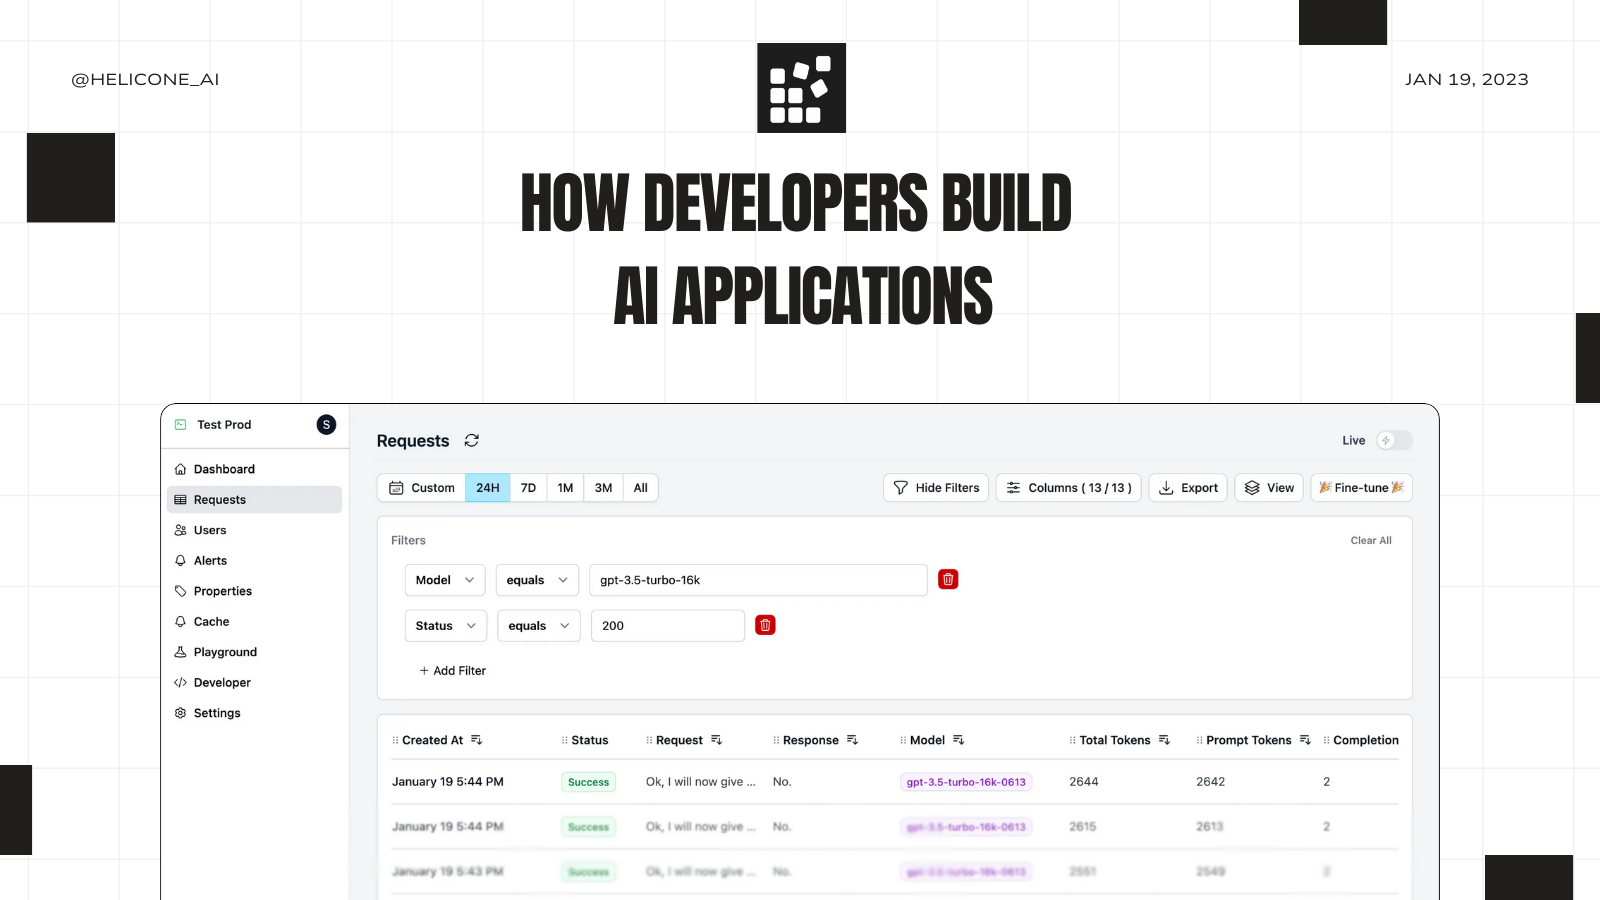 @HELICONE_AI
JAN 19, 2023
HOW DEVELOPERS BUILD
AI APPLICATIONS
Test Prod
S
Dashboard
Requests
Users
Alerts
Properties
Cache
Playground
Developer
Settings
Requests
Live
Custom 24H 7D 1M 3M All
Hide Filters Columns ( 13 / 13 ) Export View 🎉 Fine-tune 🎉
Filters
Clear All
Model equals gpt-3.5-turbo-16k
Status equals 200
+ Add Filter
Created At Status Request Response Model Total Tokens Prompt Tokens Completion
January 19 5:44 PM Success Ok, I will now give ... No. gpt-3.5-turbo-16k-0613 2644 2642 2
January 19 5:44 PM Success Ok, I will now give ... No. gpt-3.5-turbo-16k-0613 2615 2613 2
January 19 5:43 PM Success Ok, I will now give ... No. gpt-3.5-turbo-16k-0613 2551 2549